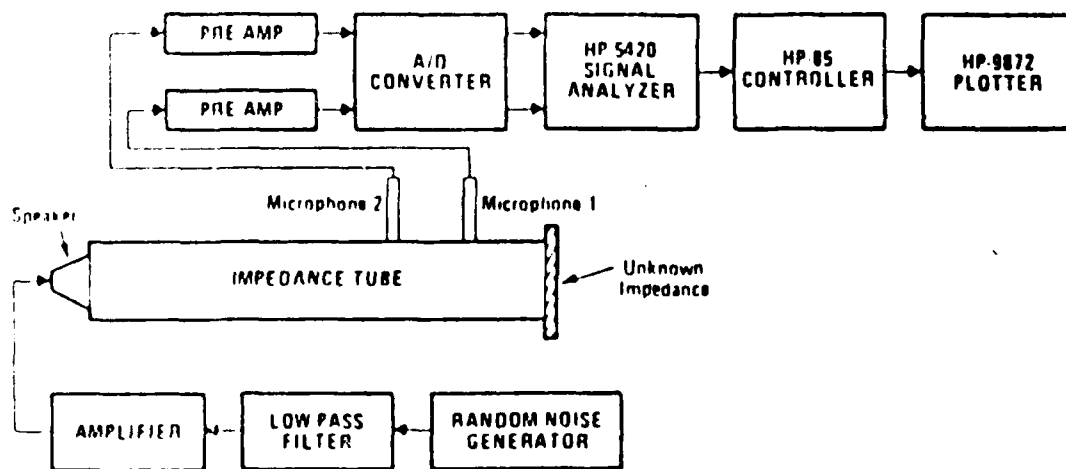 PRE AMP
PRE AMP
A/D
CONVERTER
HP 5420
SIGNAL
ANALYZER
HP-85
CONTROLLER
HP-9872
PLOTTER
Microphone 2
Microphone 1
Speaker
IMPEDANCE TUBE
Unknown
Impedance
AMPLIFIER
LOW PASS
FILTER
RANDOM NOISE
GENERATOR